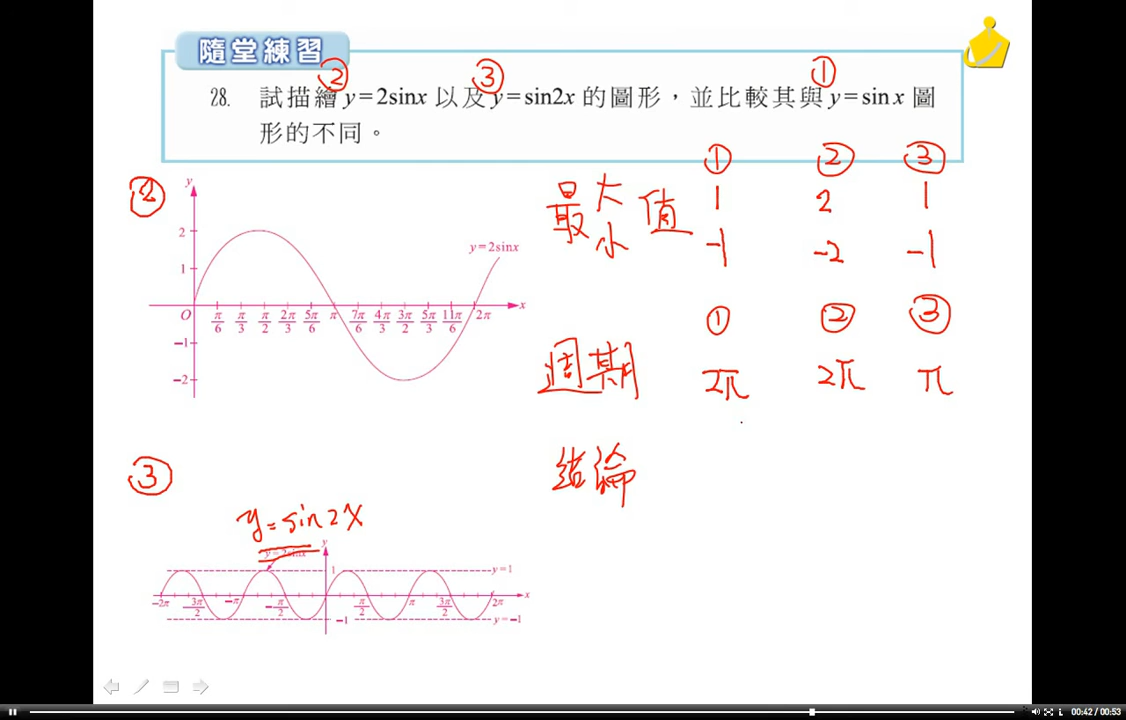 隨堂練習
② ③ ①
28. 試描繪 y=2sinx 以及 y=sin2x 的圖形，並比較其與 y=sin x 圖
形的不同。
① ② ③
最大值 1 2 1
小 -1 -2 -1
① ② ③
週期 2π 2π π
結論
②
y
2
1
y=2sinx
O π/6 π/3 π/2 2π/3 5π/6 π 7π/6 4π/3 3π/2 5π/3 11π/6 2π x
-1
-2
③
y=sin2x
y=2sinx
y
1 y=1
-2π -3π/2 -π -π/2 π/2 π 3π/2 2π x
-1 y=-1
00:42 / 00:53